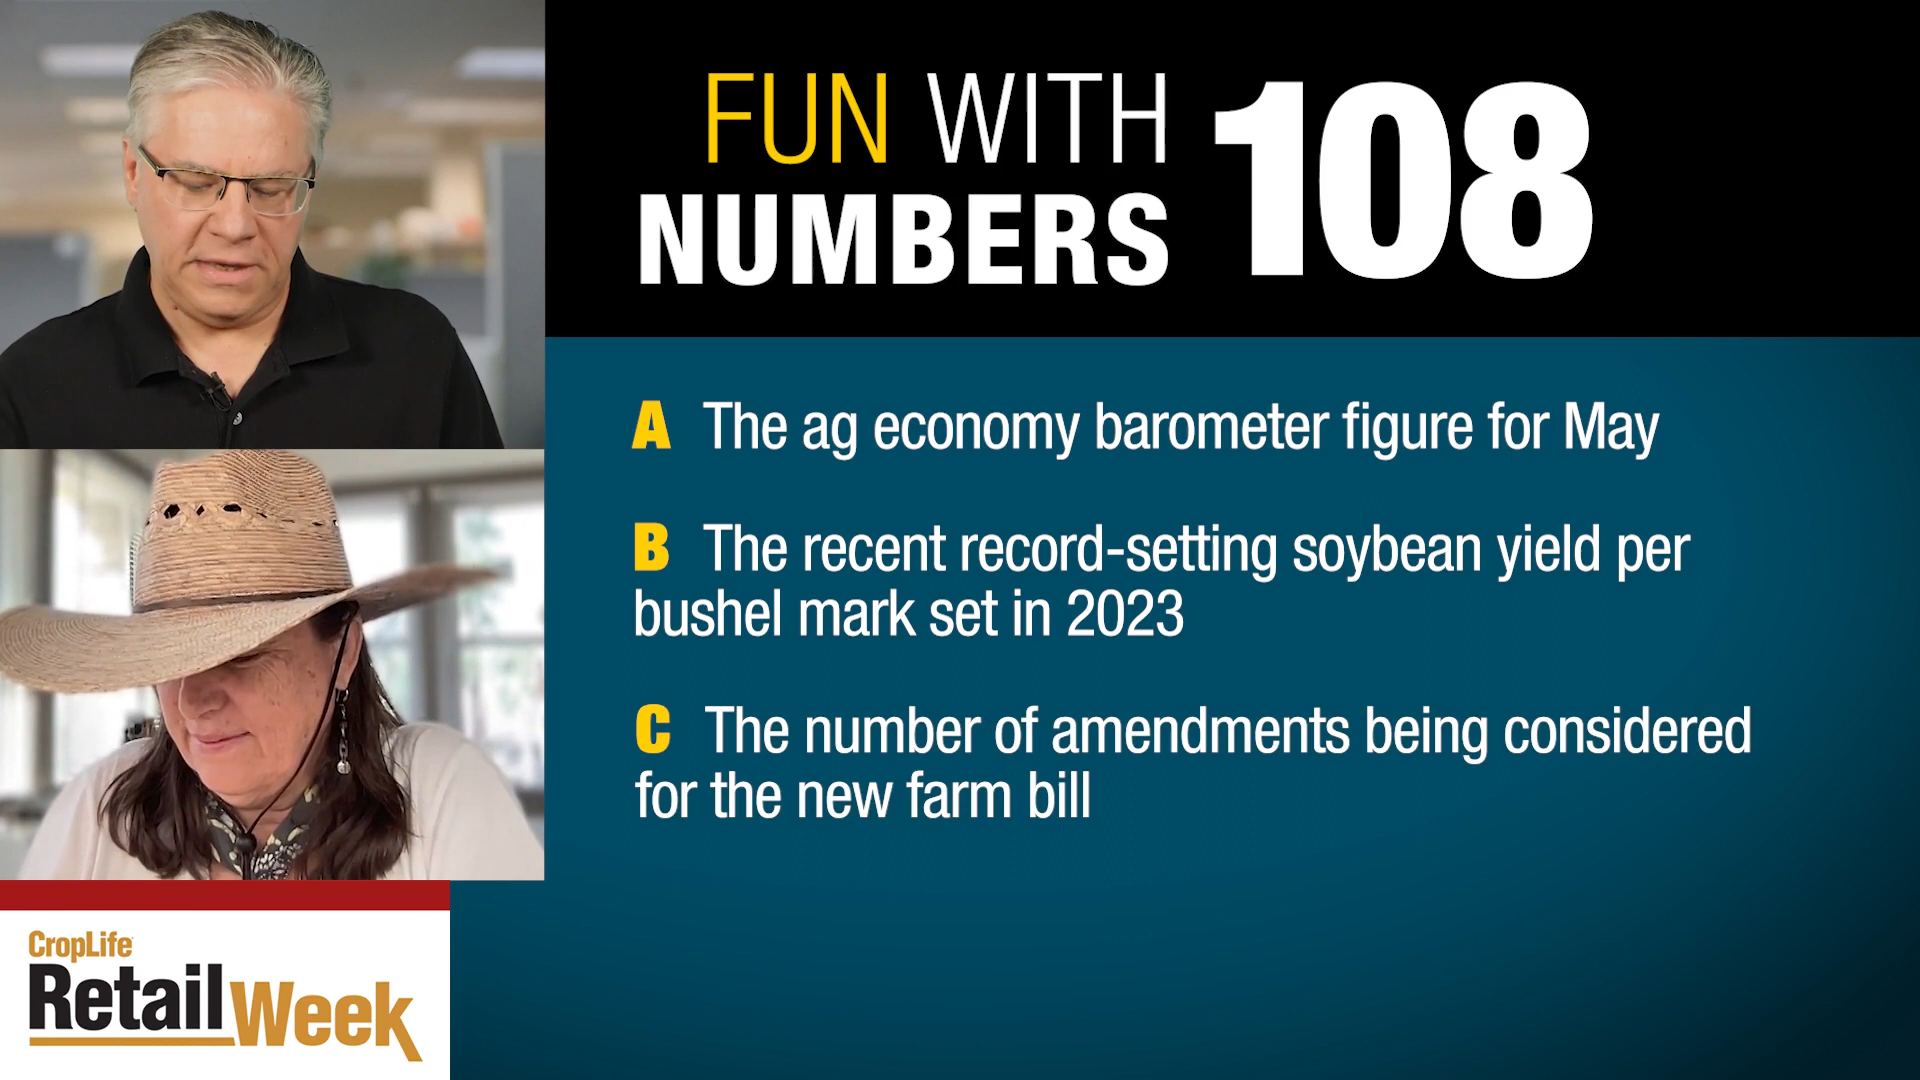 FUN WITH
NUMBERS
108
A The ag economy barometer figure for May
B The recent record-setting soybean yield per
bushel mark set in 2023
C The number of amendments being considered
for the new farm bill
CropLife
Retail Week